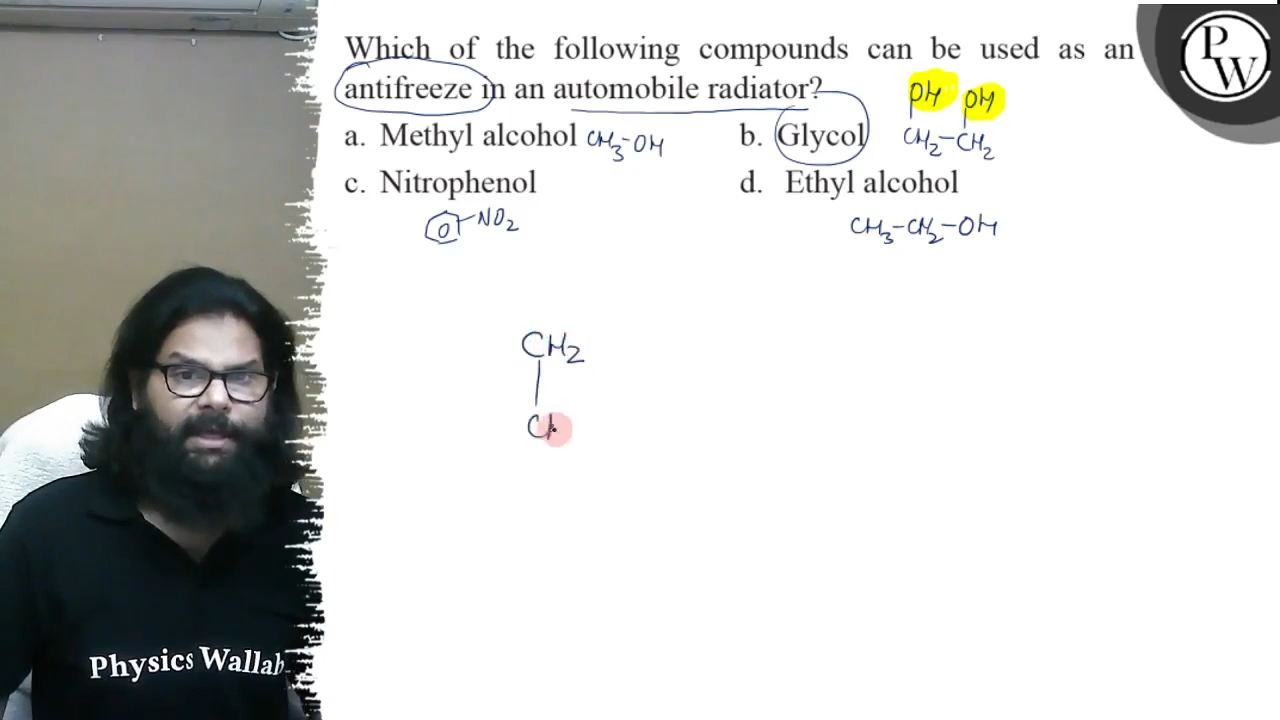 Which of the following compounds can be used as an
antifreeze in an automobile radiator?
OH OH
a. Methyl alcohol CH3-OH b. Glycol CH2-CH2
c. Nitrophenol d. Ethyl alcohol
NO2 CH3-CH2-OH
CH2
CH
PW
Physics Wallah